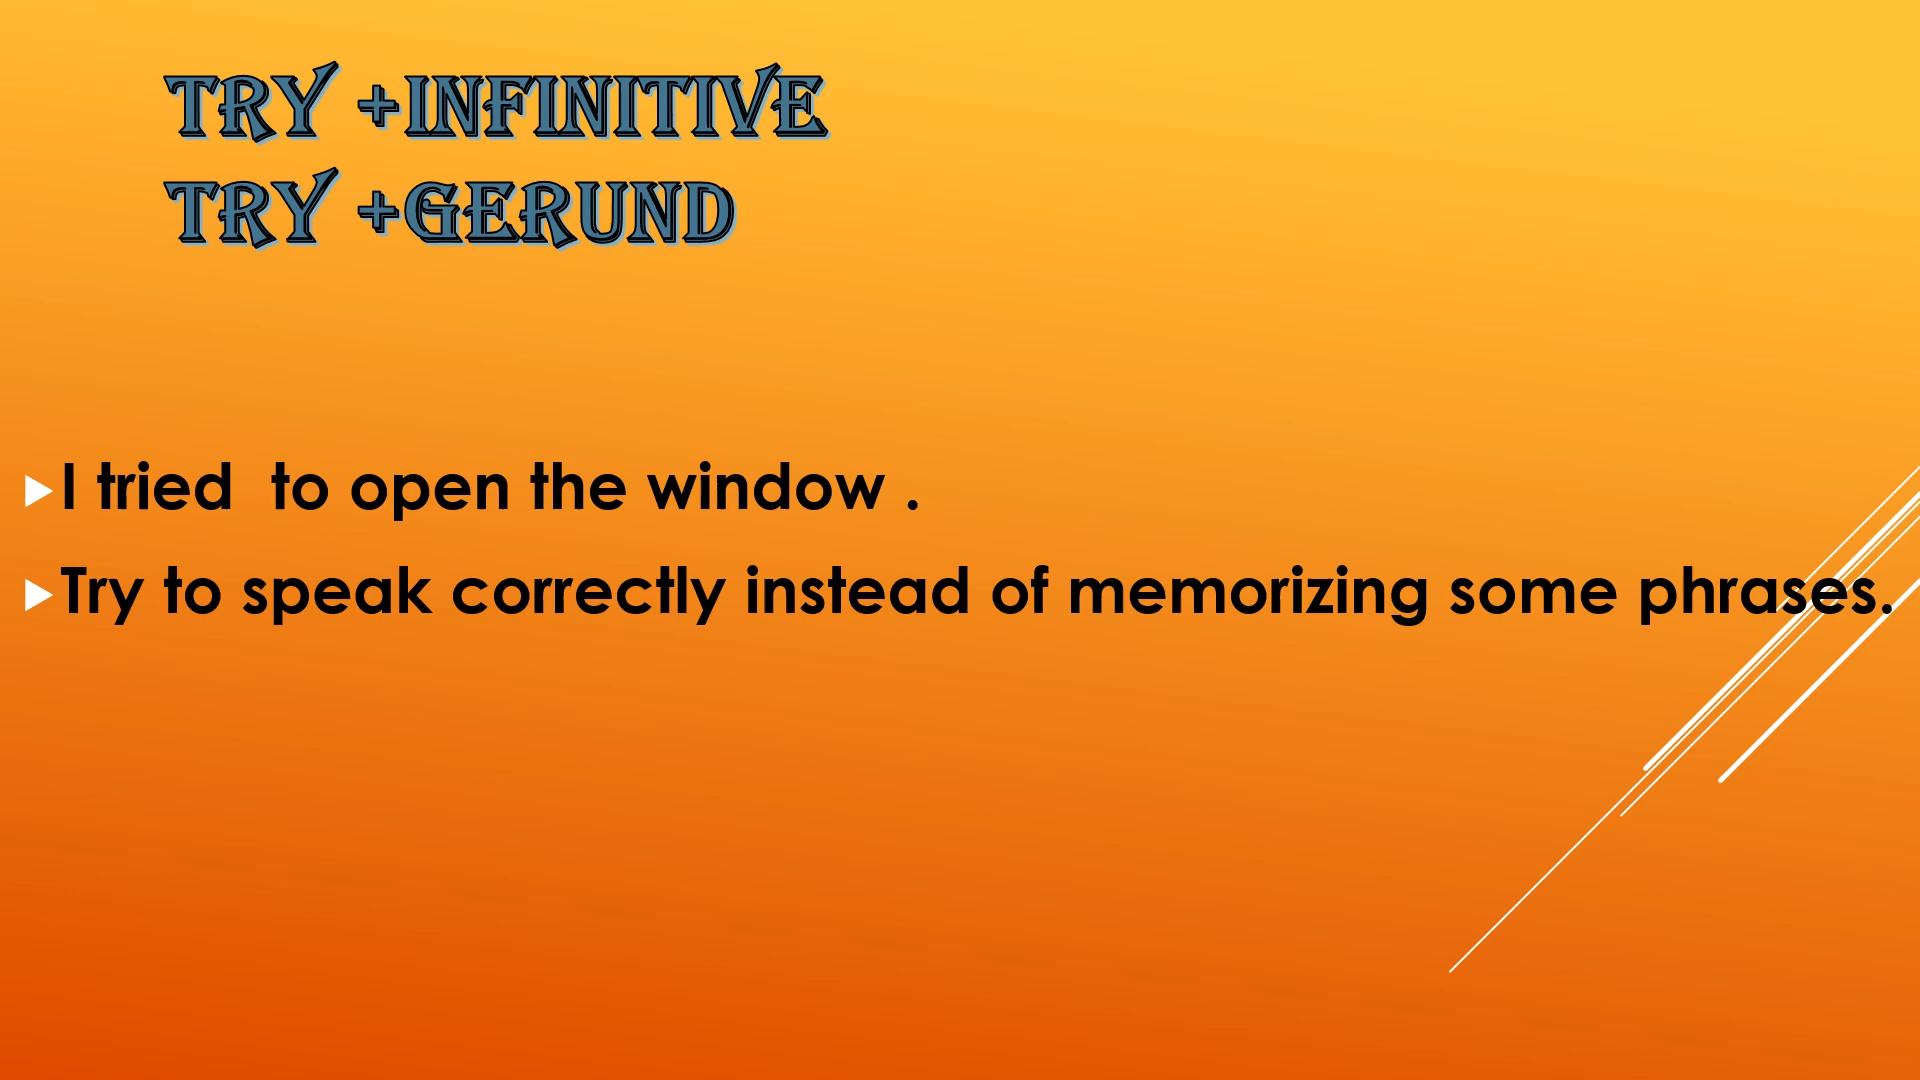 TRY +INFINITIVE
TRY +GERUND
I tried  to open the window .
Try to speak correctly instead of memorizing some phrases.